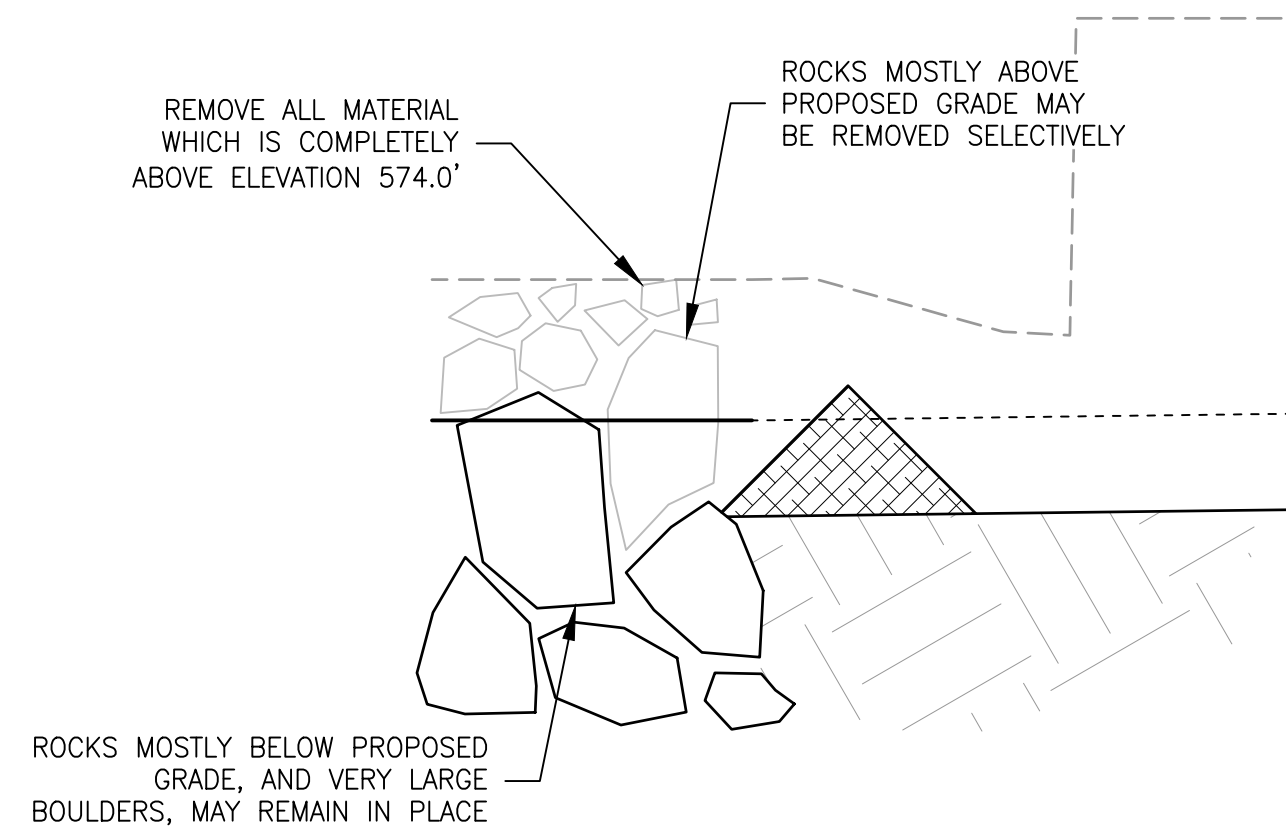 REMOVE ALL MATERIAL
WHICH IS COMPLETELY
ABOVE ELEVATION 574.0'
ROCKS MOSTLY ABOVE
PROPOSED GRADE MAY
BE REMOVED SELECTIVELY
ROCKS MOSTLY BELOW PROPOSED
GRADE, AND VERY LARGE
BOULDERS, MAY REMAIN IN PLACE